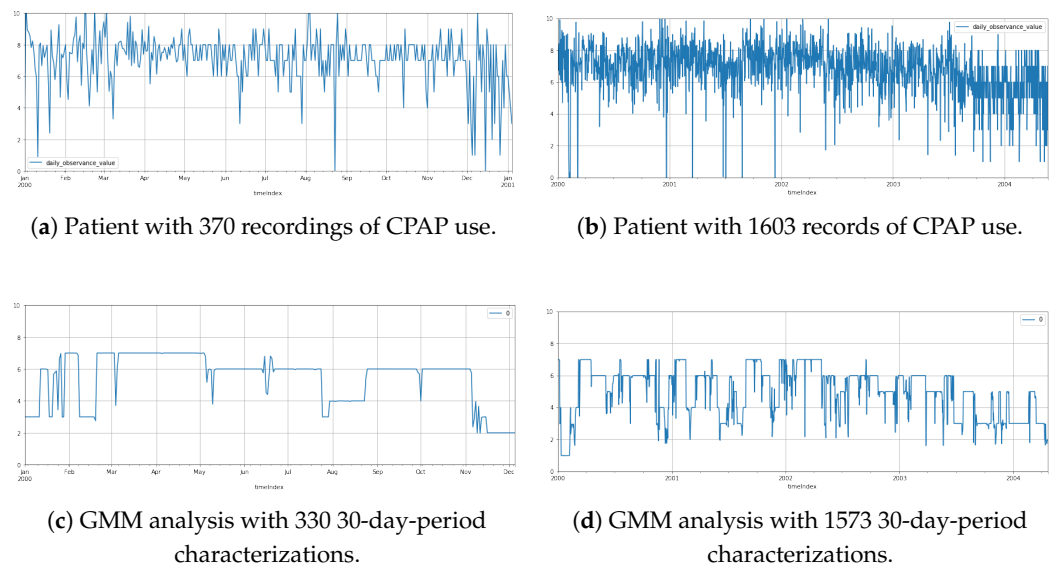 10
8
6
4
2
0
daily_observance_value
Jan
2000
Feb
Mar
Apr
May
Jun
Jul
Aug
Sep
Oct
Nov
Dec
Jan
2001
timeIndex
(a) Patient with 370 recordings of CPAP use.
10
8
6
4
2
0
daily_observance_value
2000
2001
2002
2003
2004
timeIndex
(b) Patient with 1603 records of CPAP use.
10
8
6
4
2
0
0
Jan
2000
Feb
Mar
Apr
May
Jun
Jul
Aug
Sep
Oct
Nov
Dec
timeIndex
(c) GMM analysis with 330 30-day-period
characterizations.
10
8
6
4
2
0
0
2000
2001
2002
2003
2004
timeIndex
(d) GMM analysis with 1573 30-day-period
characterizations.